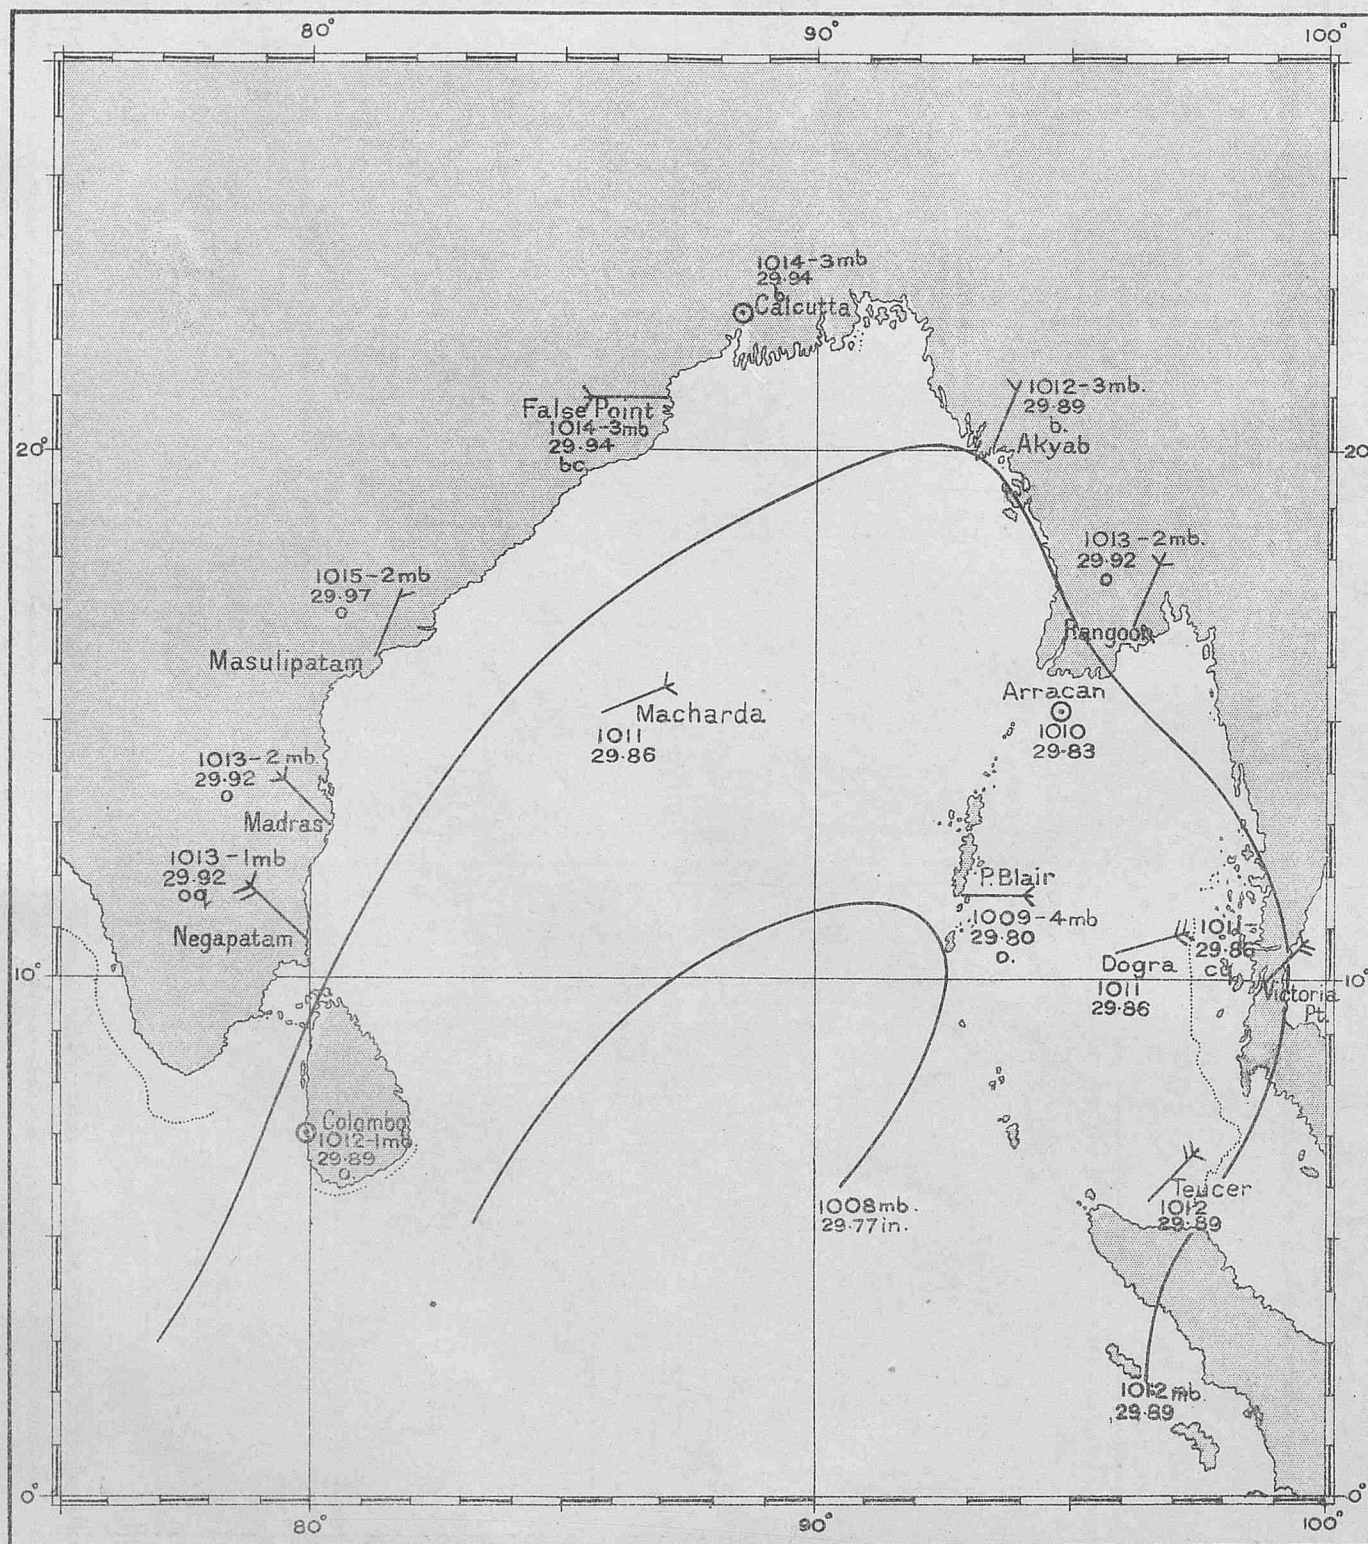 80° 90° 100°
1014-3mb
29.94
b.
Calcutta
False Point
1014-3mb
29.94
bc.
1012-3mb.
29.89
b.
Akyab
20° 20°
1013-2mb.
29.92
o
Rangoon
1015-2mb
29.97
o
Masulipatam
Macharda
1011
29.86
Arracan
1010
29.83
1013-2mb.
29.92
o
Madras
1013-1mb
29.92
oq.
Negapatam
P.Blair
1009-4mb
29.80
o.
Dogra
1011
29.86
1011-
29.86
cq.
Victoria
Pt.
10° 10°
Colombo
1012-1mb
29.89
o.
1008mb.
29.77in.
Teucer
1012
29.89
1012mb.
29.89
0° 0°
80° 90° 100°